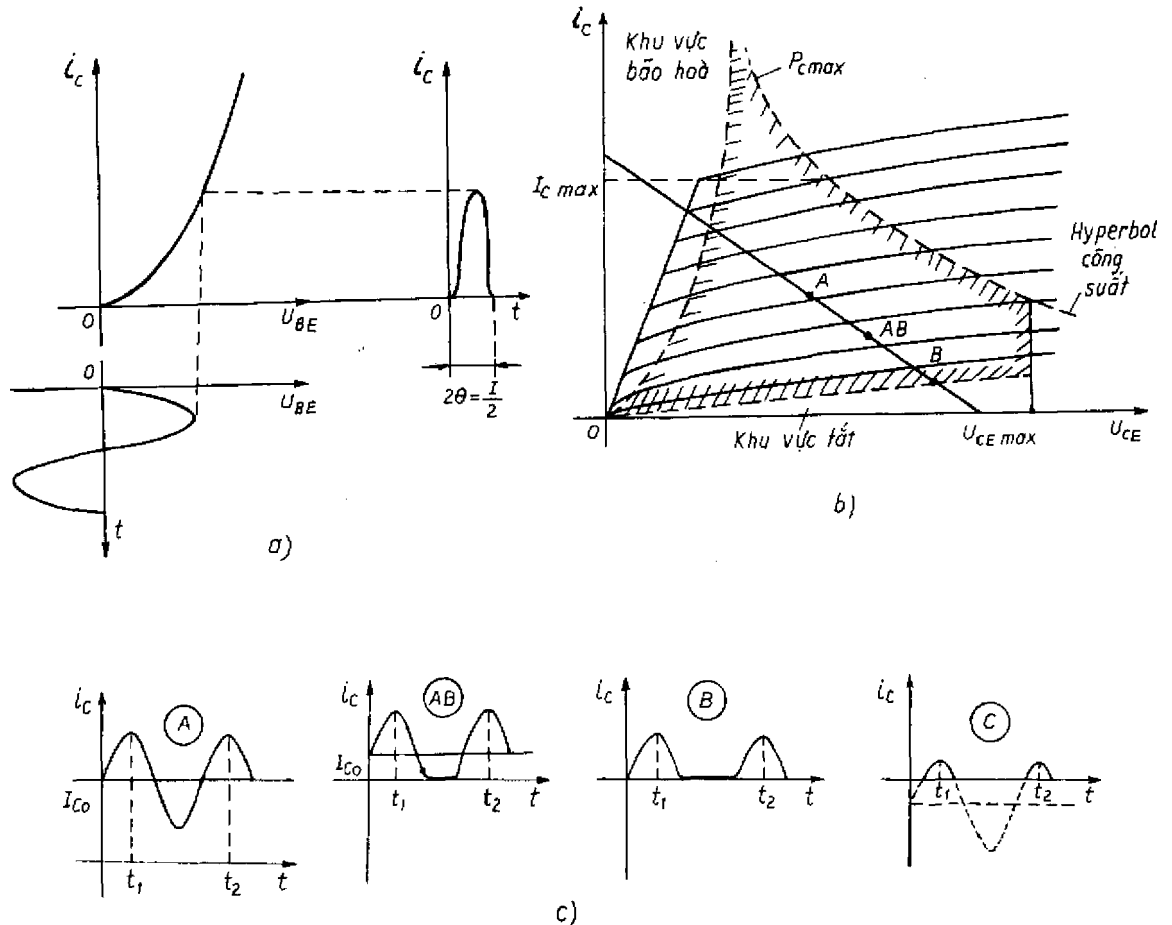 i_c
i_c
0
U_BE
0
t
2θ = I/2
0
U_BE
t
a)
i_c
Khu vực
bão hoà
P_cmax
I_c max
A
AB
B
Hyperbol
công
suất
0
Khu vực tắt
U_CE max
U_CE
b)
i_c
A
I_Co
t_1
t_2
t
i_c
AB
I_Co
t_1
t_2
t
i_c
B
t_1
t_2
t
i_c
C
t_1
t_2
t
c)